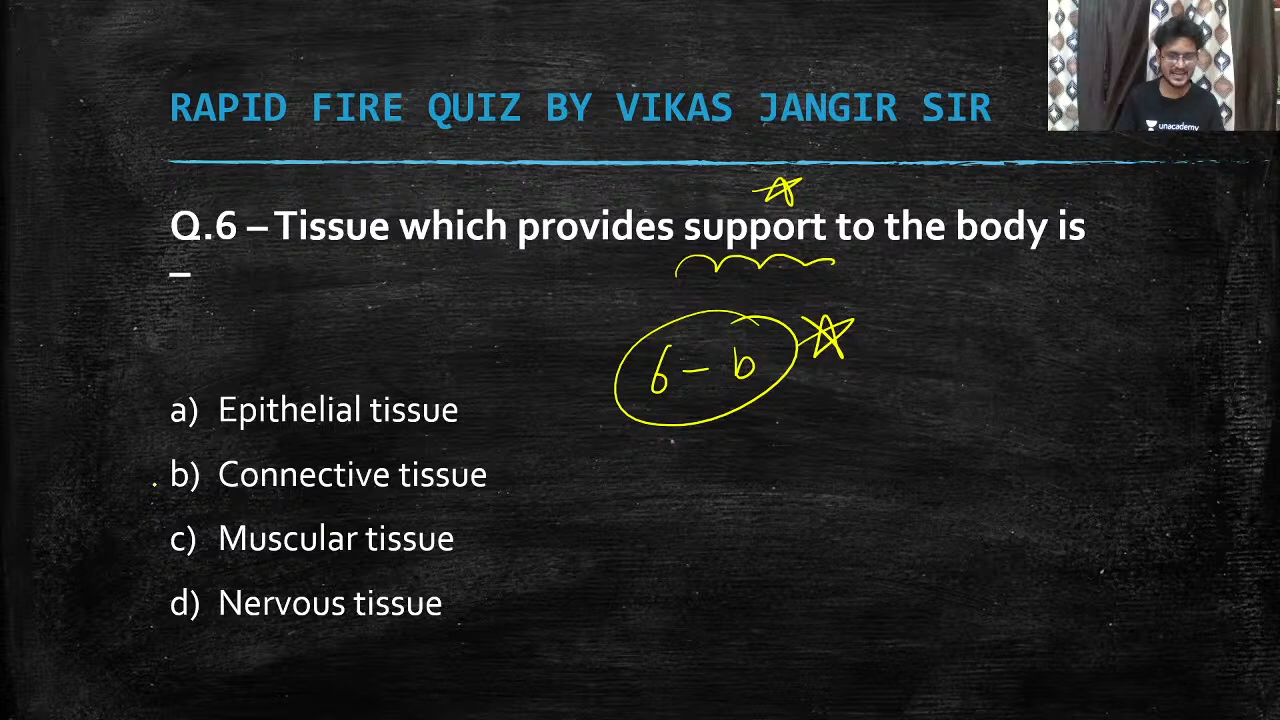 RAPID FIRE QUIZ BY VIKAS JANGIR SIR
unacademy
Q.6 – Tissue which provides support to the body is
–
6 – b
a) Epithelial tissue
b) Connective tissue
c) Muscular tissue
d) Nervous tissue